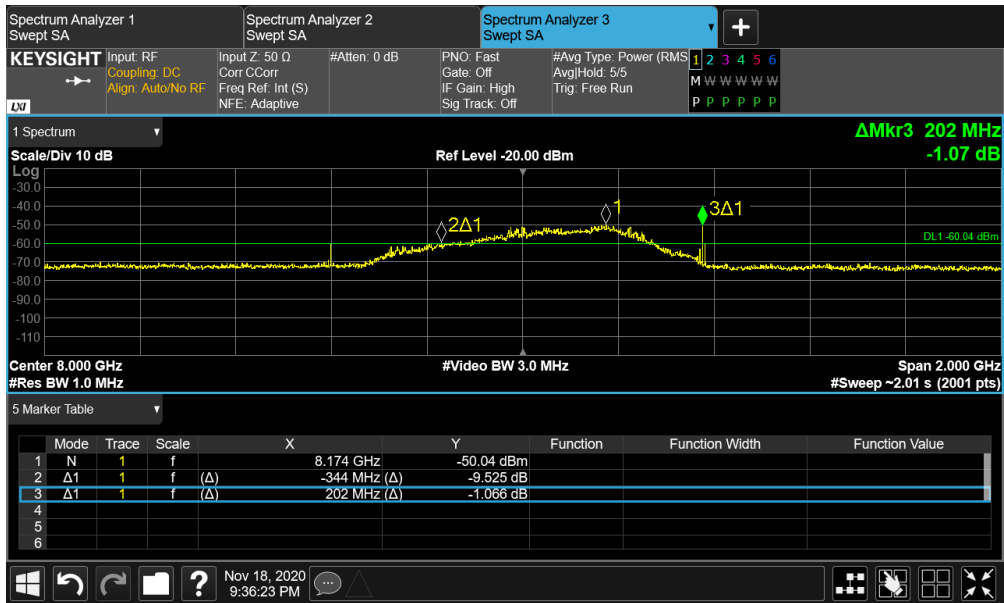 Spectrum Analyzer 1
Swept SA
Spectrum Analyzer 2
Swept SA
Spectrum Analyzer 3
Swept SA
KEYSIGHT
LXI
Input: RF
Coupling: DC
Align: Auto/No RF
Input Z: 50 Ω
Corr CCorr
Freq Ref: Int (S)
NFE: Adaptive
#Atten: 0 dB
PNO: Fast
Gate: Off
IF Gain: High
Sig Track: Off
#Avg Type: Power (RMS
Avg|Hold: 5/5
Trig: Free Run
1 2 3 4 5 6
M W W W W W
P P P P P P
1 Spectrum
ΔMkr3 202 MHz
-1.07 dB
Scale/Div 10 dB
Ref Level -20.00 dBm
Log
-30.0
-40.0
-50.0
-60.0
-70.0
-80.0
-90.0
-100
-110
2Δ1
1
3Δ1
DL1 -60.04 dBm
Center 8.000 GHz
#Video BW 3.0 MHz
Span 2.000 GHz
#Res BW 1.0 MHz
#Sweep ~2.01 s (2001 pts)
5 Marker Table
Mode Trace Scale X Y Function Function Width Function Value
1 N 1 f 8.174 GHz -50.04 dBm
2 Δ1 1 f (Δ) -344 MHz (Δ) -9.525 dB
3 Δ1 1 f (Δ) 202 MHz (Δ) -1.066 dB
4
5
6
?
Nov 18, 2020
9:36:23 PM